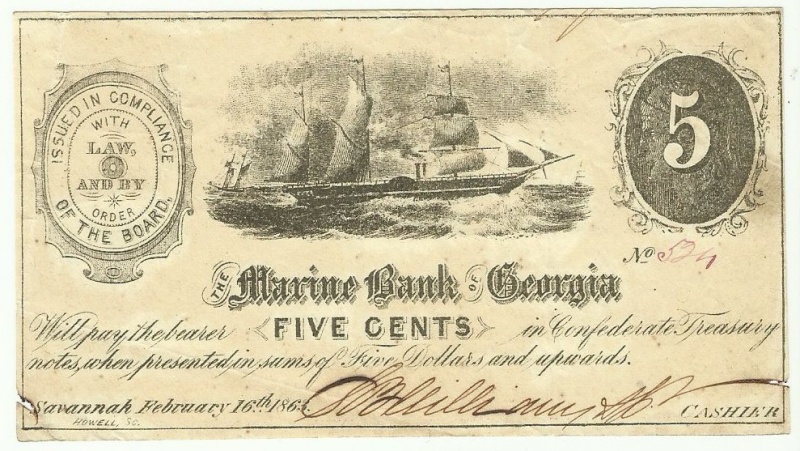 ISSUED IN COMPLIANCE
WITH
LAW,
AND BY
ORDER
OF THE BOARD.
5
No 524
THE Marine Bank OF Georgia
Will pay the bearer FIVE CENTS in Confederate Treasury
notes, when presented in sums of Five Dollars and upwards.
Savannah February 16th 1863. Williams CASHIER
HOWELL, SC.